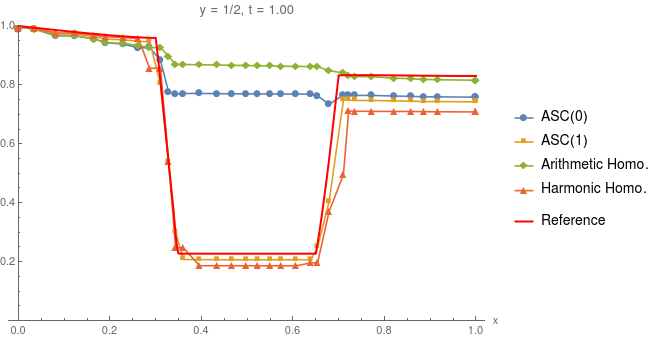 y = 1/2, t = 1.00
1.0
0.8
0.6
0.4
0.2
0.0
0.2
0.4
0.6
0.8
1.0
x
ASC(0)
ASC(1)
Arithmetic Homo.
Harmonic Homo.
Reference